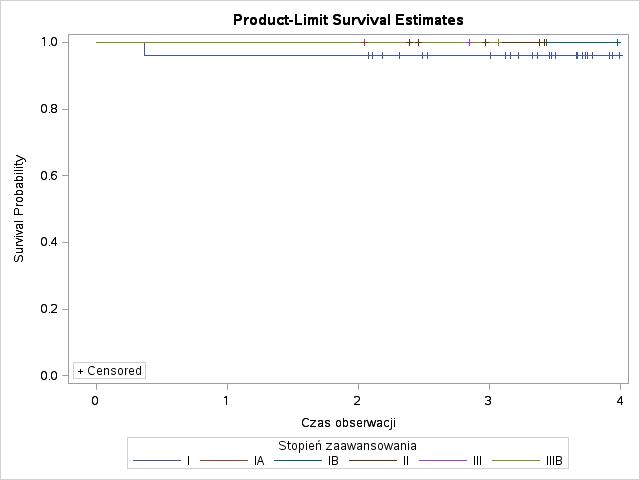 Product-Limit Survival Estimates
1.0
0.8
0.6
0.4
0.2
0.0
Survival Probability
+ Censored
0 1 2 3 4
Czas obserwacji
Stopień zaawansowania
I IA IB II III IIIB